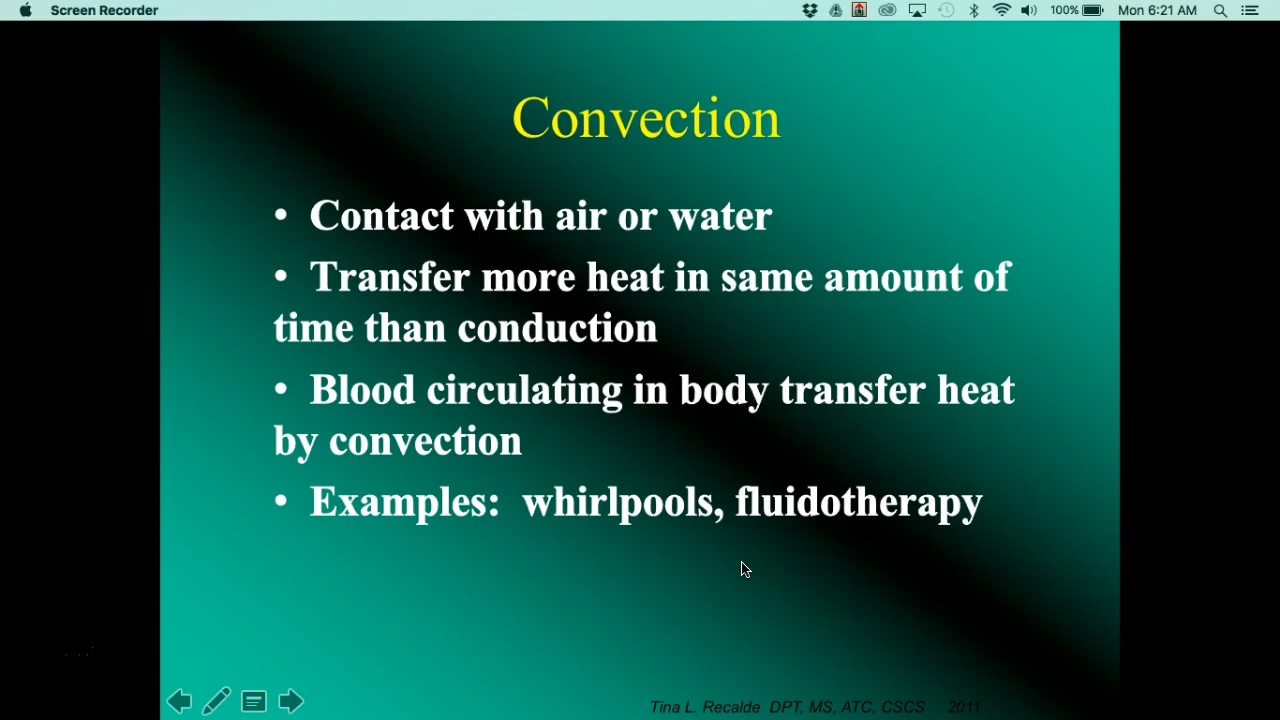 Screen Recorder
100%
Mon 6:21 AM
Convection
• Contact with air or water
• Transfer more heat in same amount of
time than conduction
• Blood circulating in body transfer heat
by convection
• Examples:  whirlpools, fluidotherapy
Tina L. Recalde  DPT, MS, ATC, CSCS    2011